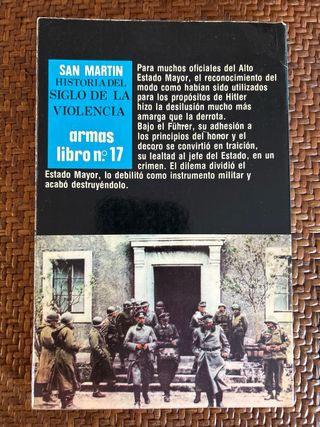 SAN MARTIN
HISTORIA DEL
SIGLO DE LA
VIOLENCIA
armas
libro nº 17
Para muchos oficiales del Alto
Estado Mayor, el reconocimiento del
modo como habían sido utilizados
para los propósitos de Hitler
hizo la desilusión mucho más
amarga que la derrota.
Bajo el Führer, su adhesión a
los principios del honor y el
decoro se convirtió en traición,
su lealtad al jefe del Estado, en un
crimen. El dilema dividió el
Estado Mayor, lo debilitó como instrumento militar y
acabó destruyéndolo.